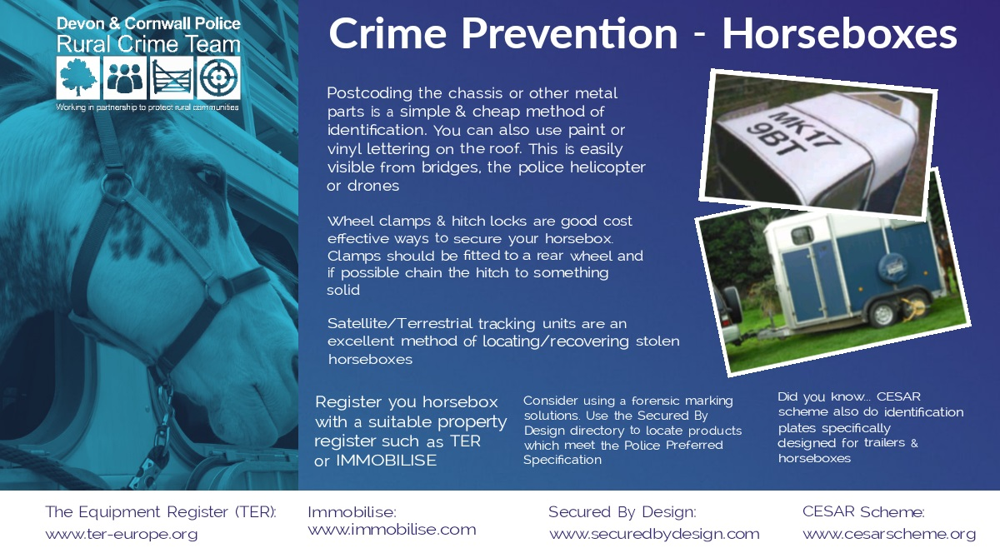 Devon & Cornwall Police
Rural Crime Team
Working in partnership to protect rural communities
Crime Prevention - Horseboxes
Postcoding the chassis or other metal
parts is a simple & cheap method of
identification. You can also use paint or
vinyl lettering on the roof. This is easily
visible from bridges, the police helicopter
or drones
MK17
9BT
Wheel clamps & hitch locks are good cost
effective ways to secure your horsebox.
Clamps should be fitted to a rear wheel and
if possible chain the hitch to something
solid
Satellite/Terrestrial tracking units are an
excellent method of locating/recovering stolen
horseboxes
Register you horsebox
with a suitable property
register such as TER
or IMMOBILISE
Consider using a forensic marking
solutions. Use the Secured By
Design directory to locate products
which meet the Police Preferred
Specification
Did you know... CESAR
scheme also do identification
plates specifically
designed for trailers &
horseboxes
The Equipment Register (TER):
www.ter-europe.org
Immobilise:
www.immobilise.com
Secured By Design:
www.securedbydesign.com
CESAR Scheme:
www.cesarscheme.org